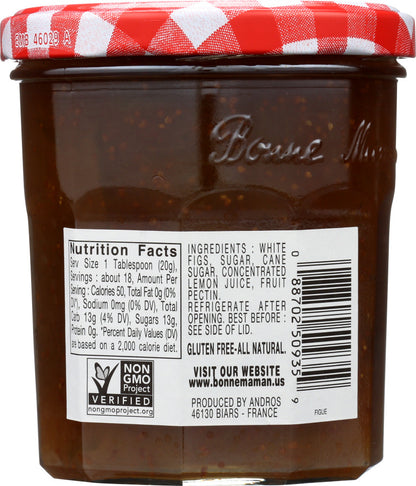 BMB 46028 A
Bonne
Nutrition Facts
Serv Size 1 Tablespoon (20g),
Servings : about 18, Amount Per
Serving : Calories 50, Total Fat 0g (0%
DV), Sodium 0mg (0% DV), Total
Carb 13g (4% DV), Sugars 13g,
Protein 0g. *Percent Daily Values (DV)
are based on a 2,000 calorie diet.
NON
GMO
Project
VERIFIED
nongmoproject.org
INGREDIENTS : WHITE
FIGS, SUGAR, CANE
SUGAR, CONCENTRATED
LEMON JUICE, FRUIT
PECTIN.
REFRIGERATE AFTER
OPENING. BEST BEFORE :
SEE SIDE OF LID.
GLUTEN FREE-ALL NATURAL.
VISIT OUR WEBSITE
www.bonnemaman.us
PRODUCED BY ANDROS
46130 BIARS - FRANCE
0 88702 50935 9
FIGUE